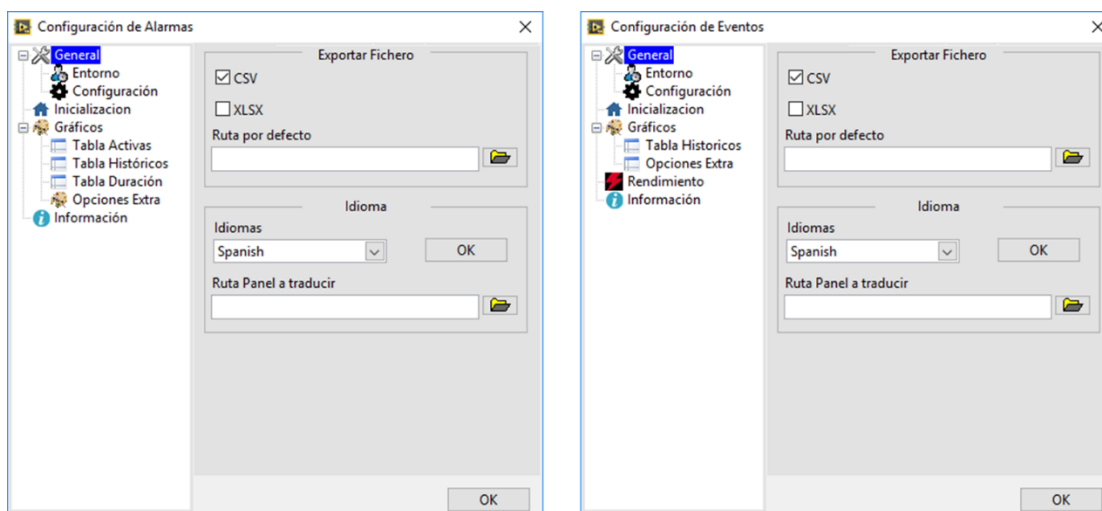 Configuración de Alarmas
General
Entorno
Configuración
Inicializacion
Gráficos
Tabla Activas
Tabla Históricos
Tabla Duración
Opciones Extra
Información
Exportar Fichero
CSV
XLSX
Ruta por defecto
Idioma
Idiomas
Spanish
OK
Ruta Panel a traducir
OK
Configuración de Eventos
General
Entorno
Configuración
Inicializacion
Gráficos
Tabla Historicos
Opciones Extra
Rendimiento
Información
Exportar Fichero
CSV
XLSX
Ruta por defecto
Idioma
Idiomas
Spanish
OK
Ruta Panel a traducir
OK